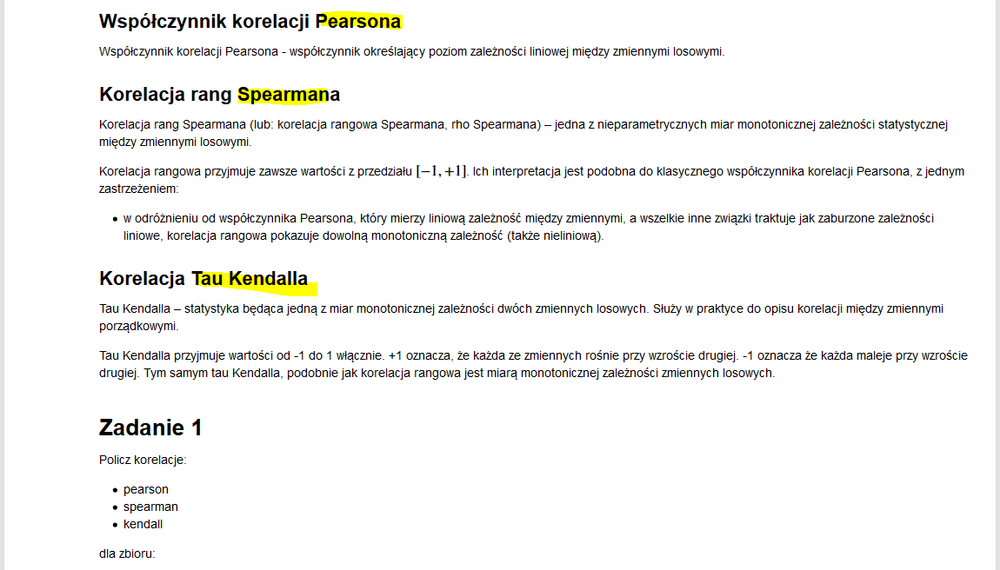 Współczynnik korelacji Pearsona
Współczynnik korelacji Pearsona - współczynnik określający poziom zależności liniowej między zmiennymi losowymi.
Korelacja rang Spearmana
Korelacja rang Spearmana (lub: korelacja rangowa Spearmana, rho Spearmana) – jedna z nieparametrycznych miar monotonicznej zależności statystycznej
między zmiennymi losowymi.
Korelacja rangowa przyjmuje zawsze wartości z przedziału [−1, +1]. Ich interpretacja jest podobna do klasycznego współczynnika korelacji Pearsona, z jednym
zastrzeżeniem:
• w odróżnieniu od współczynnika Pearsona, który mierzy liniową zależność między zmiennymi, a wszelkie inne związki traktuje jak zaburzone zależności
liniowe, korelacja rangowa pokazuje dowolną monotoniczną zależność (także nieliniową).
Korelacja Tau Kendalla
Tau Kendalla – statystyka będąca jedną z miar monotonicznej zależności dwóch zmiennych losowych. Służy w praktyce do opisu korelacji między zmiennymi
porządkowymi.
Tau Kendalla przyjmuje wartości od -1 do 1 włącznie. +1 oznacza, że każda ze zmiennych rośnie przy wzroście drugiej. -1 oznacza że każda maleje przy wzroście
drugiej. Tym samym tau Kendalla, podobnie jak korelacja rangowa jest miarą monotonicznej zależności zmiennych losowych.
Zadanie 1
Policz korelacje:
• pearson
• spearman
• kendall
dla zbioru: